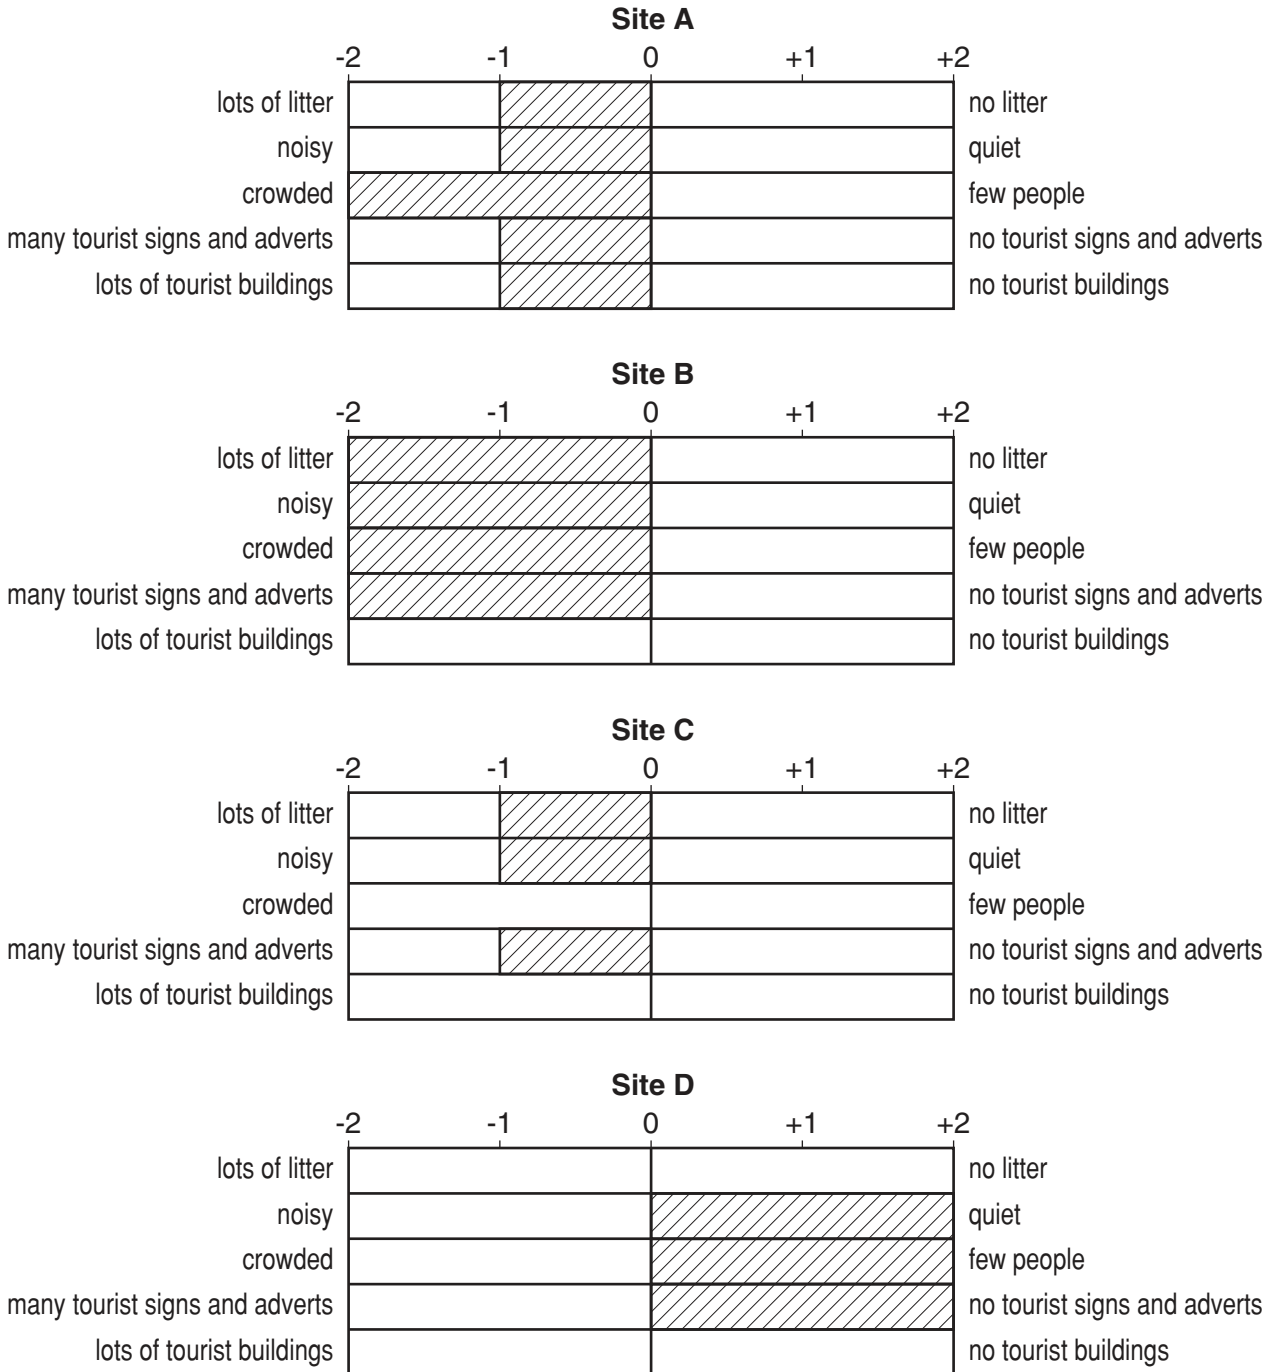 Site A
-2 -1 0 +1 +2
lots of litter no litter
noisy quiet
crowded few people
many tourist signs and adverts no tourist signs and adverts
lots of tourist buildings no tourist buildings
Site B
-2 -1 0 +1 +2
lots of litter no litter
noisy quiet
crowded few people
many tourist signs and adverts no tourist signs and adverts
lots of tourist buildings no tourist buildings
Site C
-2 -1 0 +1 +2
lots of litter no litter
noisy quiet
crowded few people
many tourist signs and adverts no tourist signs and adverts
lots of tourist buildings no tourist buildings
Site D
-2 -1 0 +1 +2
lots of litter no litter
noisy quiet
crowded few people
many tourist signs and adverts no tourist signs and adverts
lots of tourist buildings no tourist buildings